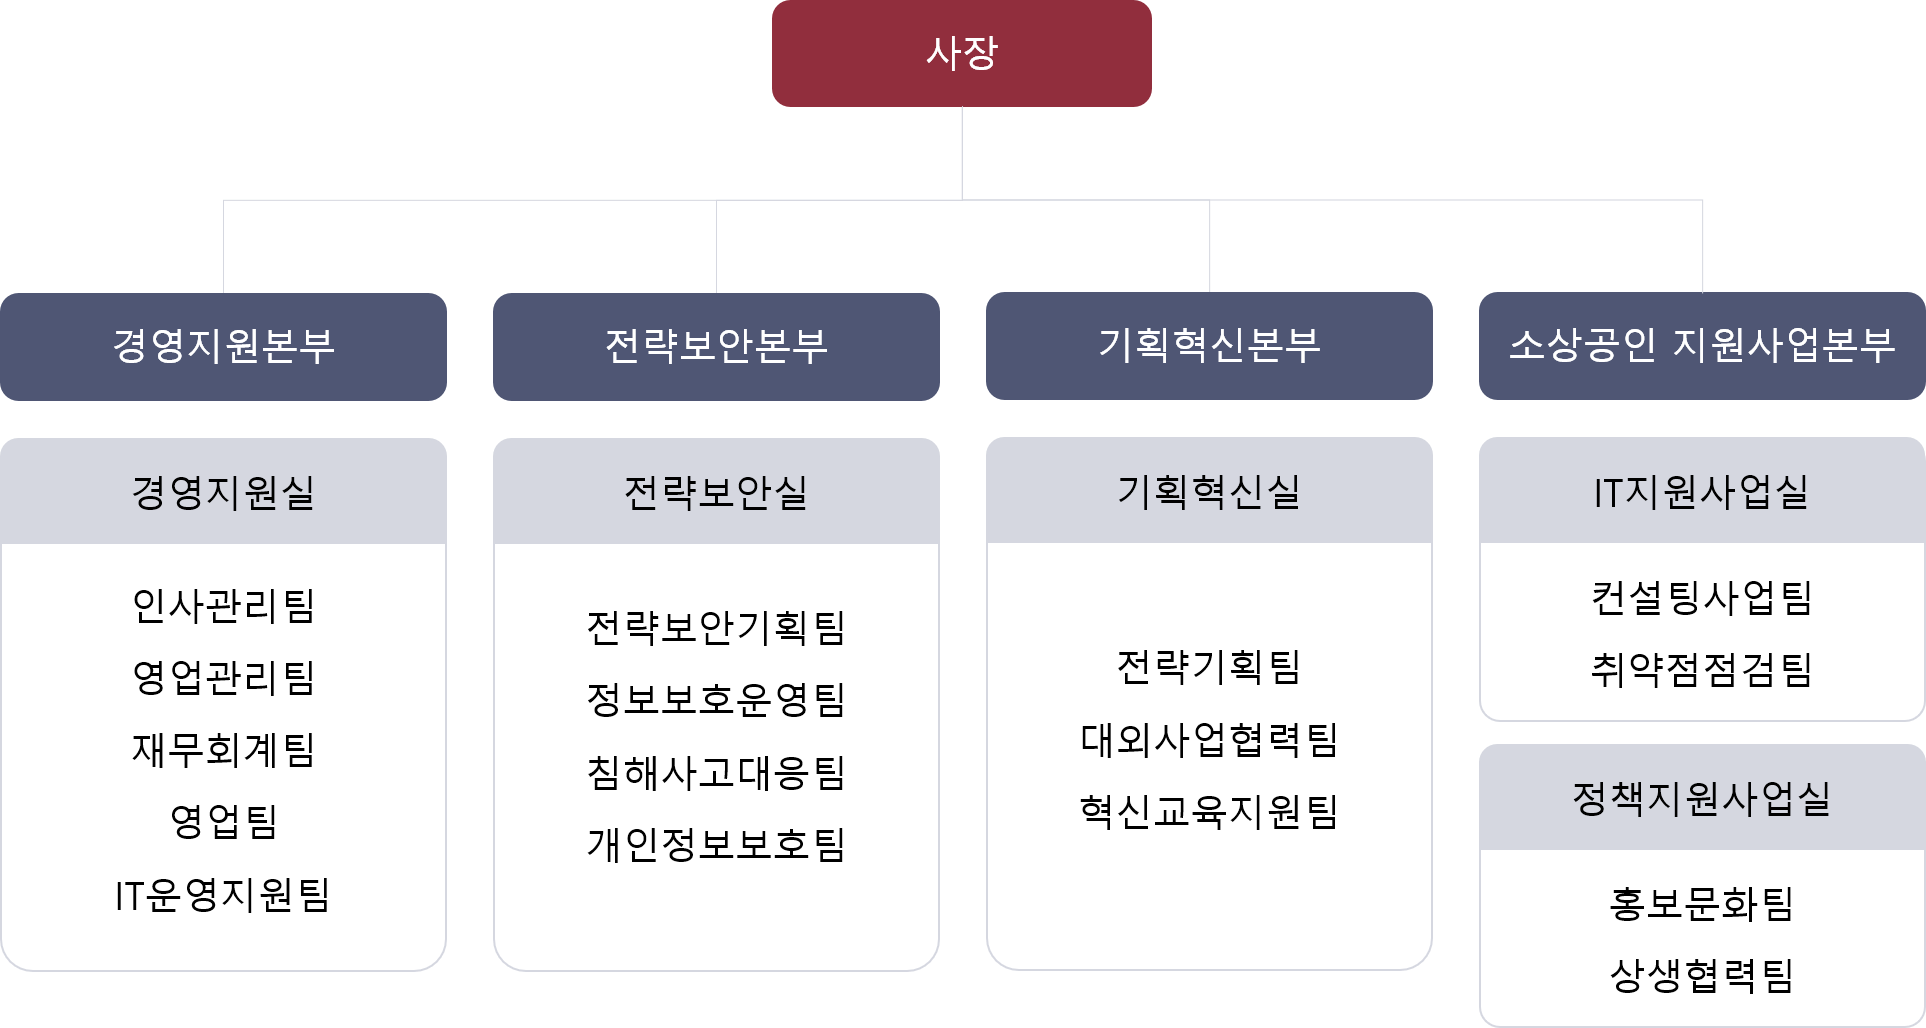 사장
경영지원본부
전략보안본부
기획혁신본부
소상공인 지원사업본부
경영지원실
인사관리팀
영업관리팀
재무회계팀
영업팀
IT운영지원팀
전략보안실
전략보안기획팀
정보보호운영팀
침해사고대응팀
개인정보보호팀
기획혁신실
전략기획팀
대외사업협력팀
혁신교육지원팀
IT지원사업실
컨설팅사업팀
취약점점검팀
정책지원사업실
홍보문화팀
상생협력팀